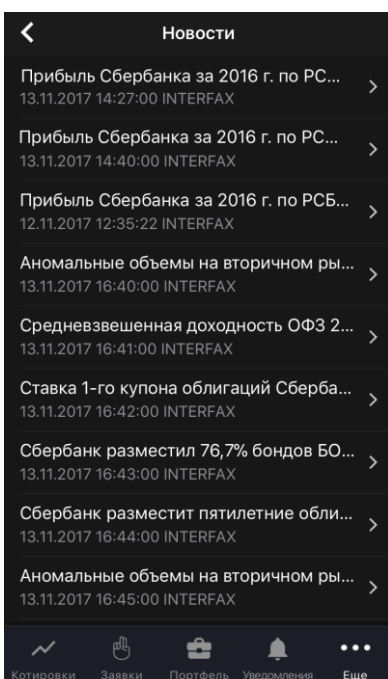 Новости
Прибыль Сбербанка за 2016 г. по РС...
13.11.2017 14:27:00 INTERFAX
Прибыль Сбербанка за 2016 г. по РС...
13.11.2017 14:40:00 INTERFAX
Прибыль Сбербанка за 2016 г. по РСБ...
12.11.2017 12:35:22 INTERFAX
Аномальные объемы на вторичном ры...
13.11.2017 16:40:00 INTERFAX
Средневзвешенная доходность ОФЗ 2...
13.11.2017 16:41:00 INTERFAX
Ставка 1-го купона облигаций Сберба...
13.11.2017 16:42:00 INTERFAX
Сбербанк разместил 76,7% бондов БО...
13.11.2017 16:43:00 INTERFAX
Сбербанк разместит пятилетние обли...
13.11.2017 16:44:00 INTERFAX
Аномальные объемы на вторичном ры...
13.11.2017 16:45:00 INTERFAX
Котировки Заявки Портфель Уведомления Еще